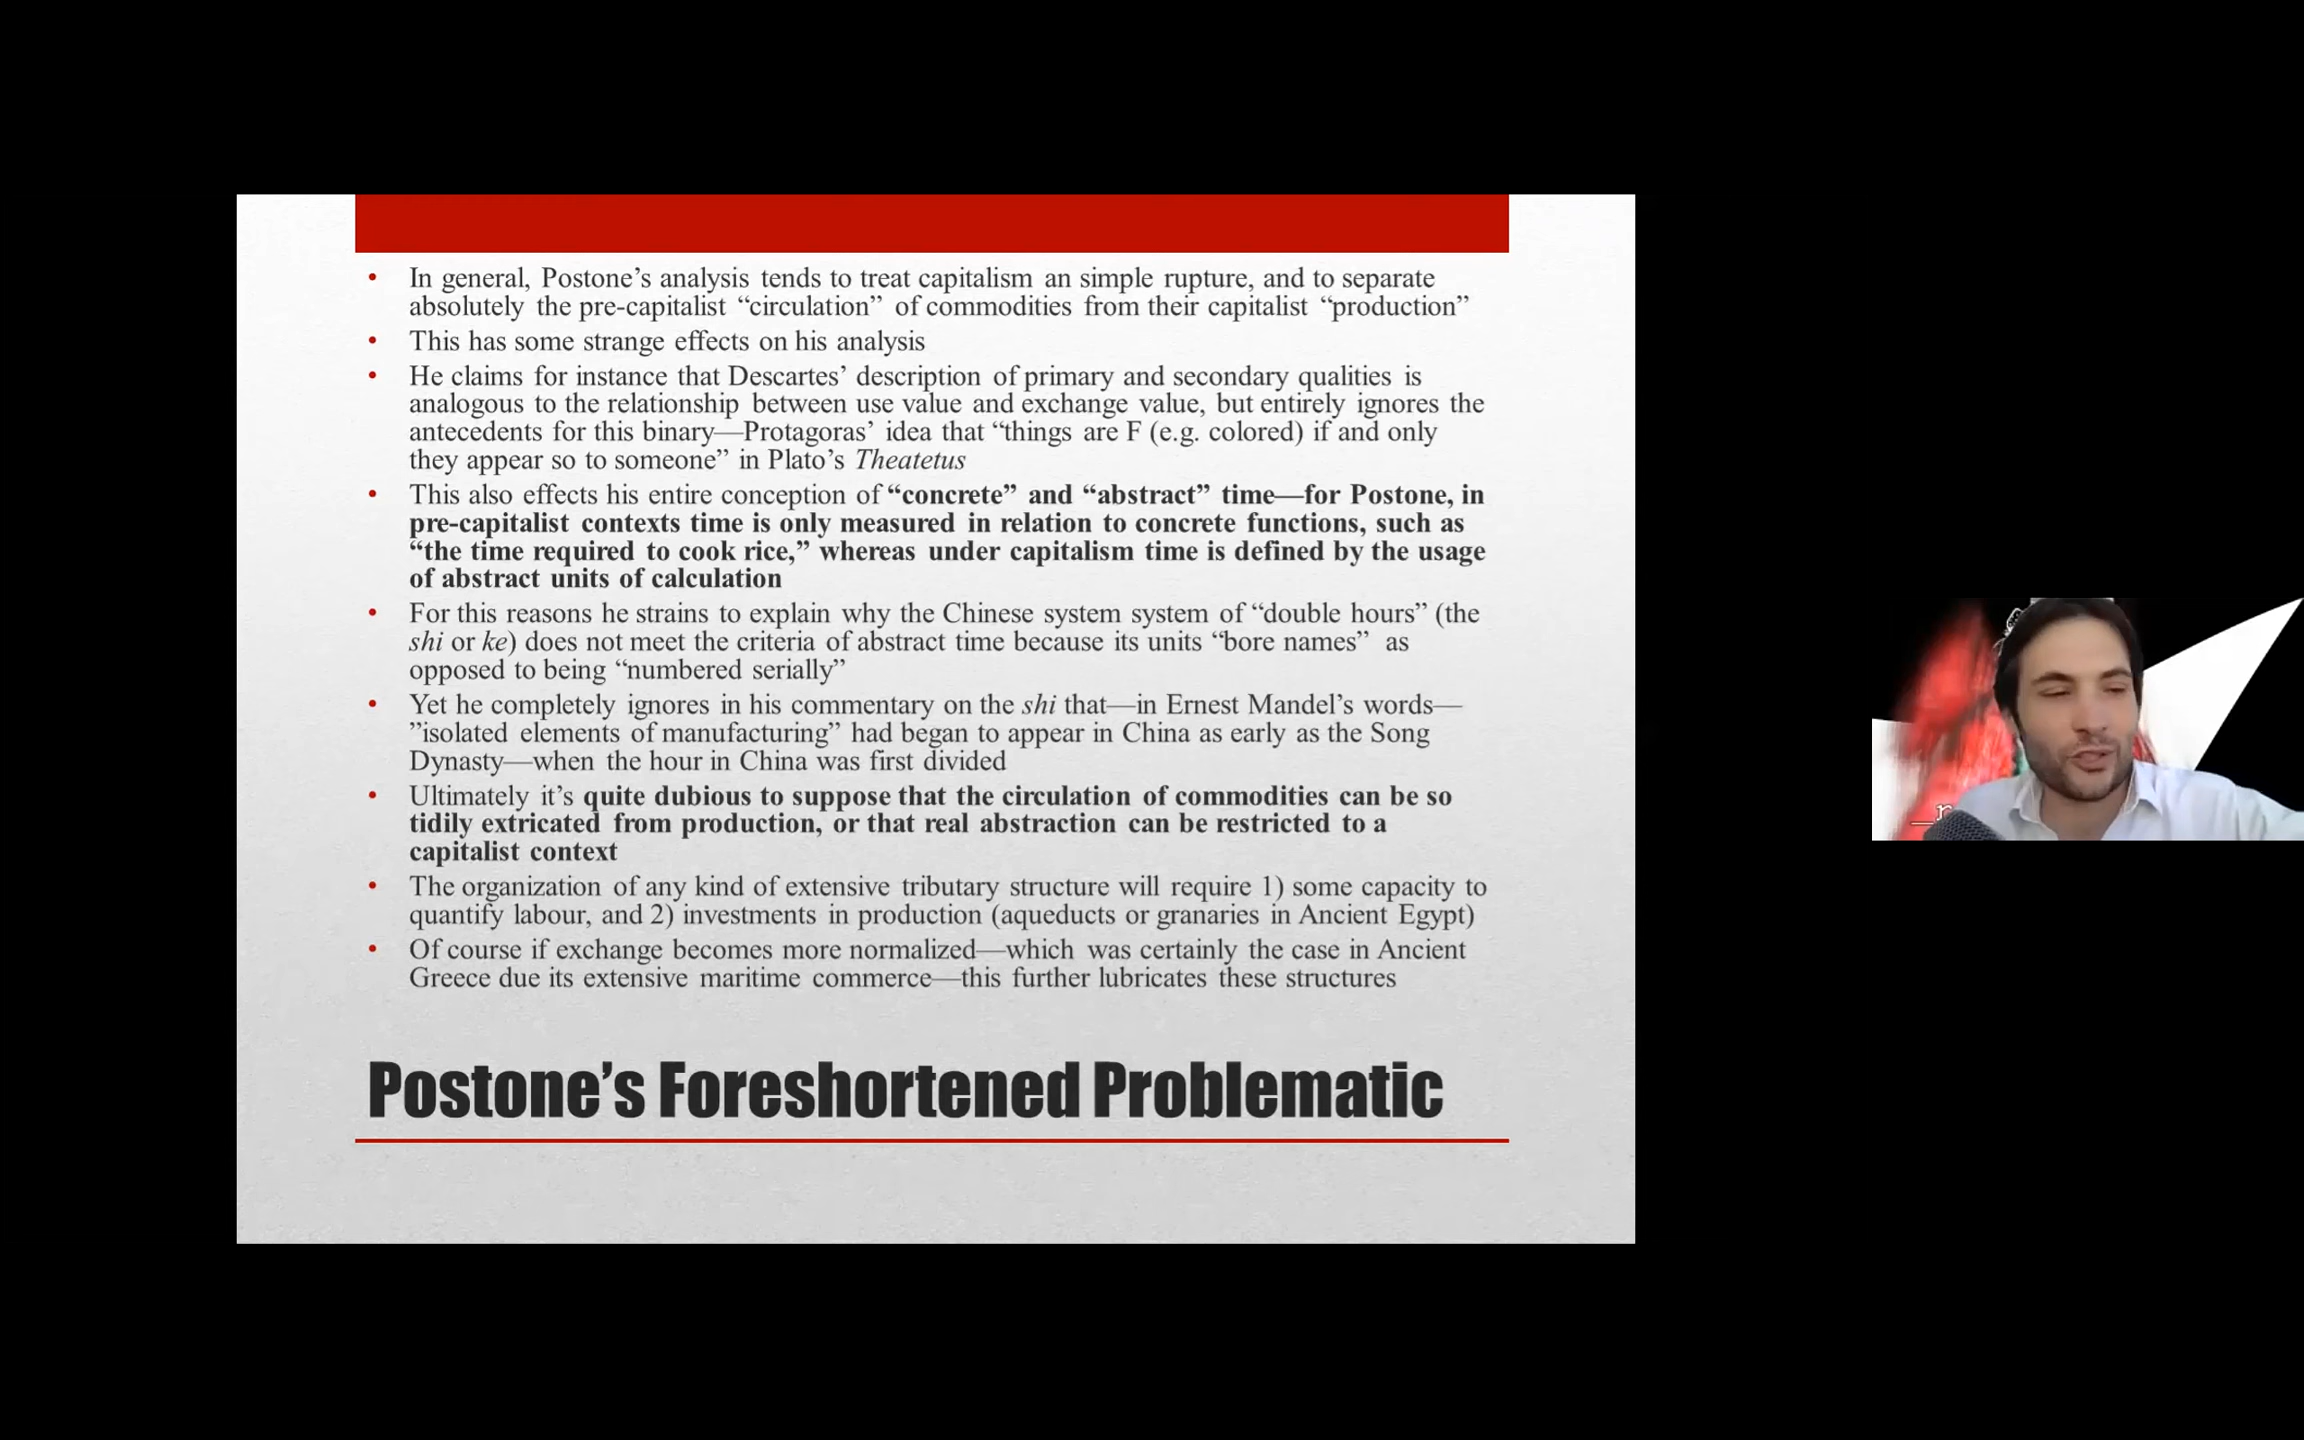 • In general, Postone’s analysis tends to treat capitalism an simple rupture, and to separate
absolutely the pre-capitalist “circulation” of commodities from their capitalist “production”
• This has some strange effects on his analysis
• He claims for instance that Descartes’ description of primary and secondary qualities is
analogous to the relationship between use value and exchange value, but entirely ignores the
antecedents for this binary—Protagoras’ idea that “things are F (e.g. colored) if and only
they appear so to someone” in Plato’s Theatetus
• This also effects his entire conception of “concrete” and “abstract” time—for Postone, in
pre-capitalist contexts time is only measured in relation to concrete functions, such as
“the time required to cook rice,” whereas under capitalism time is defined by the usage
of abstract units of calculation
• For this reasons he strains to explain why the Chinese system system of “double hours” (the
shi or ke) does not meet the criteria of abstract time because its units “bore names” as
opposed to being “numbered serially”
• Yet he completely ignores in his commentary on the shi that—in Ernest Mandel’s words—
”isolated elements of manufacturing” had began to appear in China as early as the Song
Dynasty—when the hour in China was first divided
• Ultimately it’s quite dubious to suppose that the circulation of commodities can be so
tidily extricated from production, or that real abstraction can be restricted to a
capitalist context
• The organization of any kind of extensive tributary structure will require 1) some capacity to
quantify labour, and 2) investments in production (aqueducts or granaries in Ancient Egypt)
• Of course if exchange becomes more normalized—which was certainly the case in Ancient
Greece due its extensive maritime commerce—this further lubricates these structures
Postone’s Foreshortened Problematic